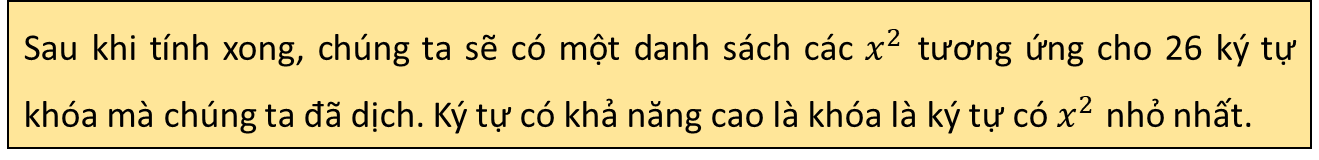 Sau khi tính xong, chúng ta sẽ có một danh sách các x² tương ứng cho 26 ký tự
khóa mà chúng ta đã dịch. Ký tự có khả năng cao là khóa là ký tự có x² nhỏ nhất.